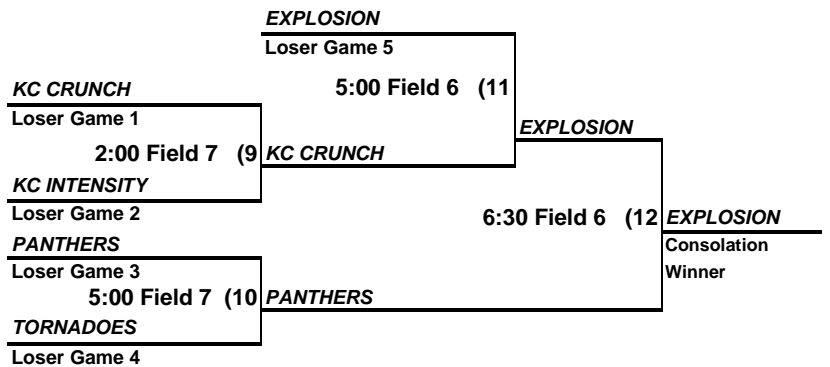 EXPLOSION
Loser Game 5
5:00 Field 6 (11
KC CRUNCH
Loser Game 1
EXPLOSION
2:00 Field 7 (9
KC CRUNCH
KC INTENSITY
Loser Game 2
6:30 Field 6 (12
EXPLOSION
PANTHERS
Consolation
Loser Game 3
Winner
5:00 Field 7 (10
PANTHERS
TORNADOES
Loser Game 4